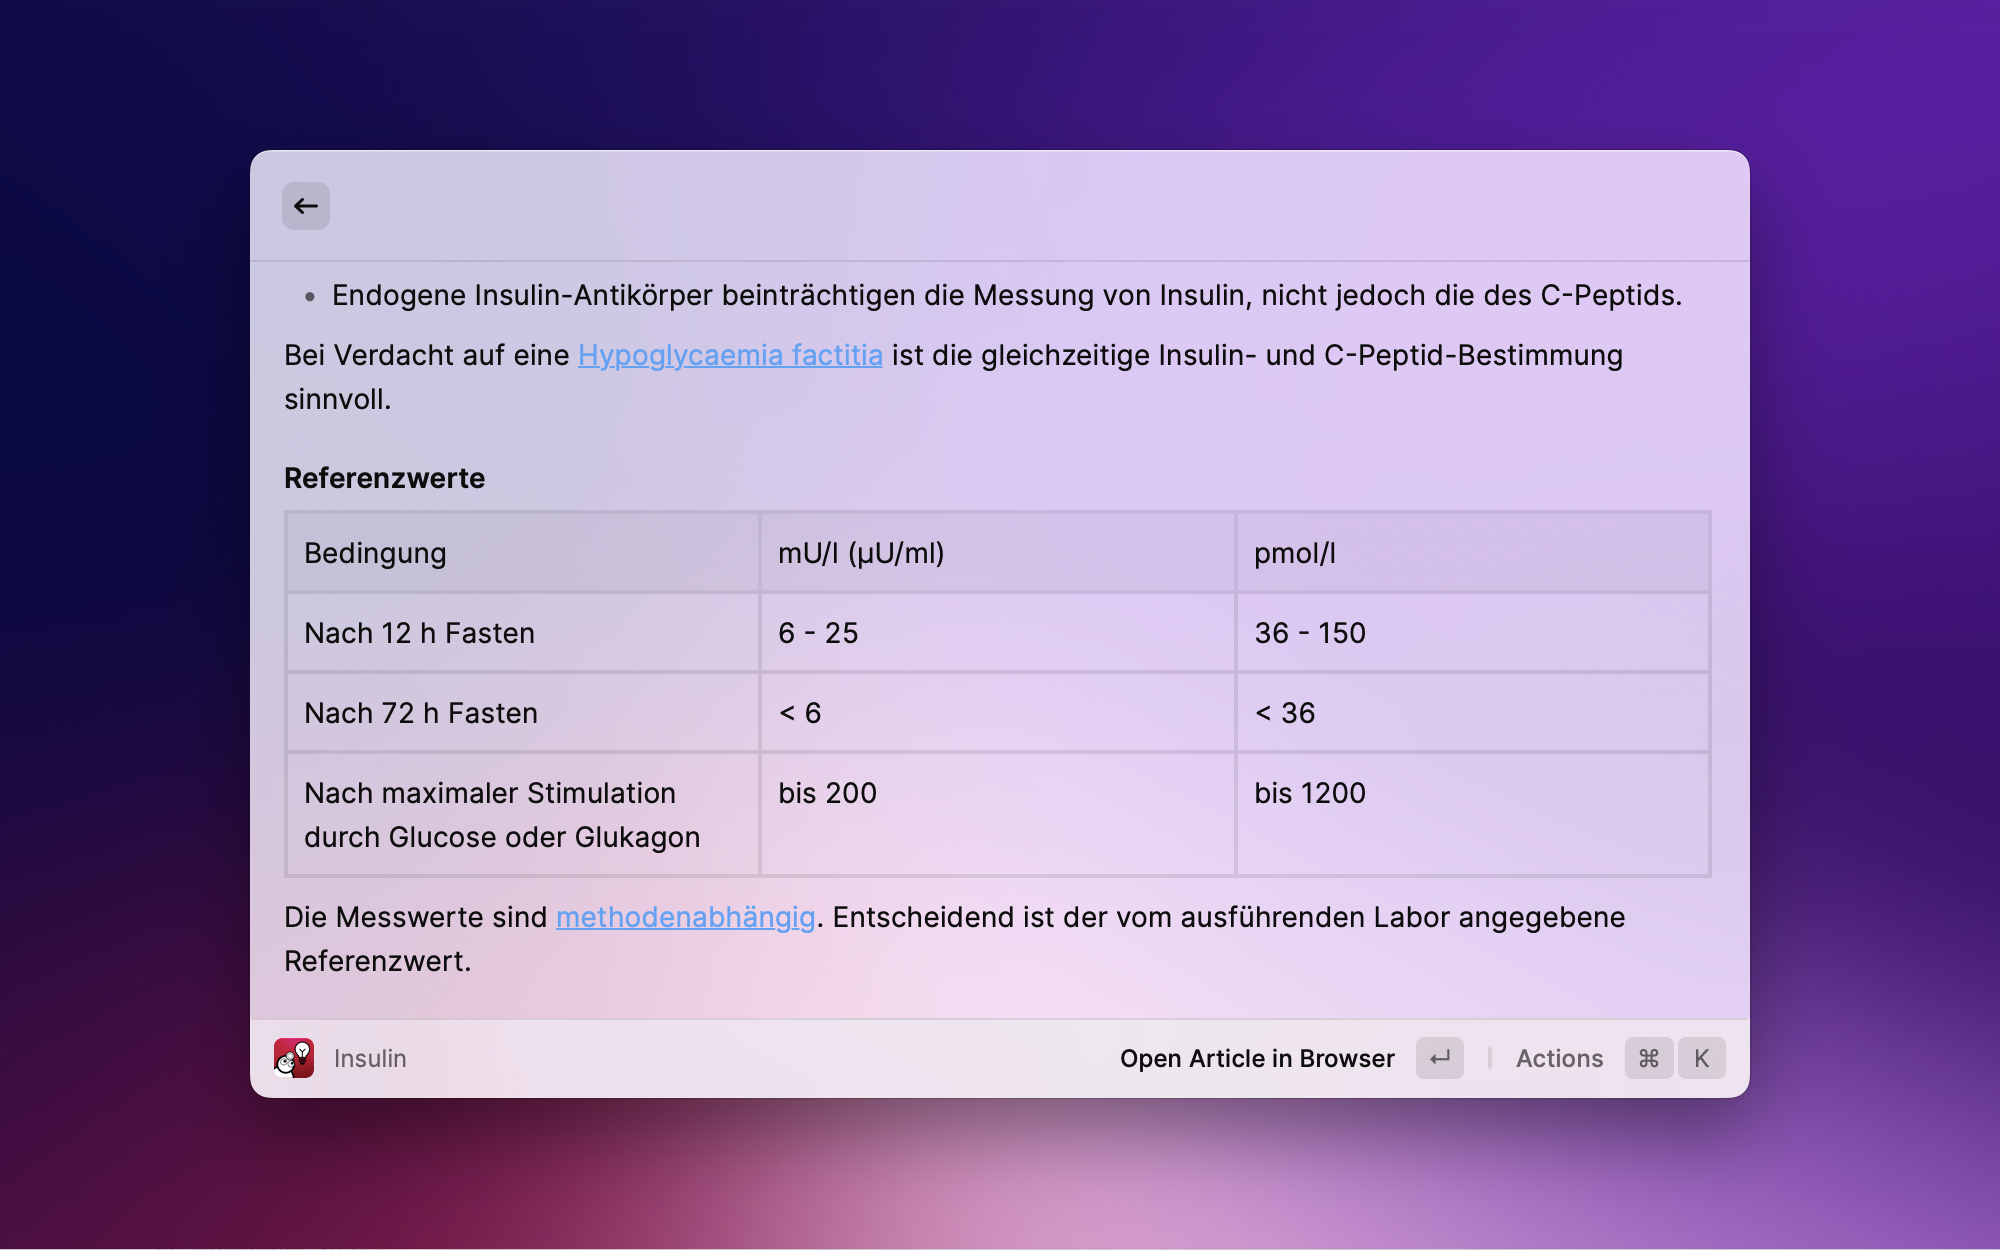 Endogene Insulin-Antikörper beinträchtigen die Messung von Insulin, nicht jedoch die des C-Peptids.
Bei Verdacht auf eine Hypoglycaemia factitia ist die gleichzeitige Insulin- und C-Peptid-Bestimmung
sinnvoll.
Referenzwerte
Bedingung mU/l (µU/ml) pmol/l
Nach 12 h Fasten 6 - 25 36 - 150
Nach 72 h Fasten < 6 < 36
Nach maximaler Stimulation bis 200 bis 1200
durch Glucose oder Glukagon
Die Messwerte sind methodenabhängig. Entscheidend ist der vom ausführenden Labor angegebene
Referenzwert.
Insulin Open Article in Browser ↵ Actions ⌘ K